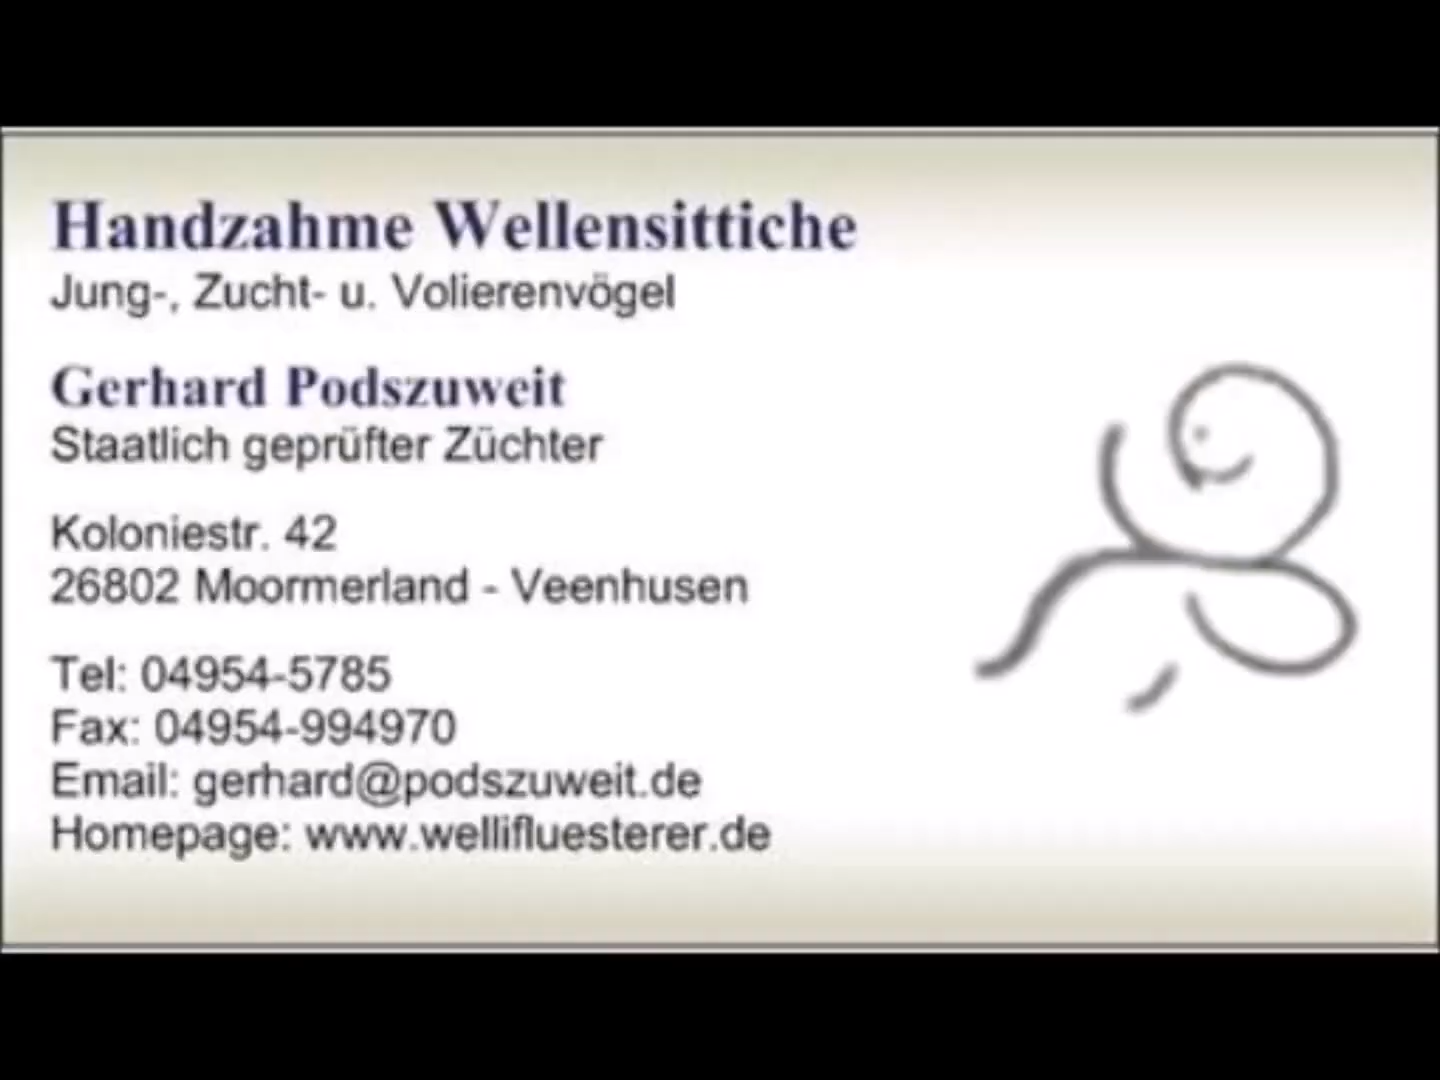 Handzahme Wellensittiche
Jung-, Zucht- u. Volierenvögel
Gerhard Podszuweit
Staatlich geprüfter Züchter
Koloniestr. 42
26802 Moormerland - Veenhusen
Tel: 04954-5785
Fax: 04954-994970
Email: gerhard@podszuweit.de
Homepage: www.wellifluesterer.de